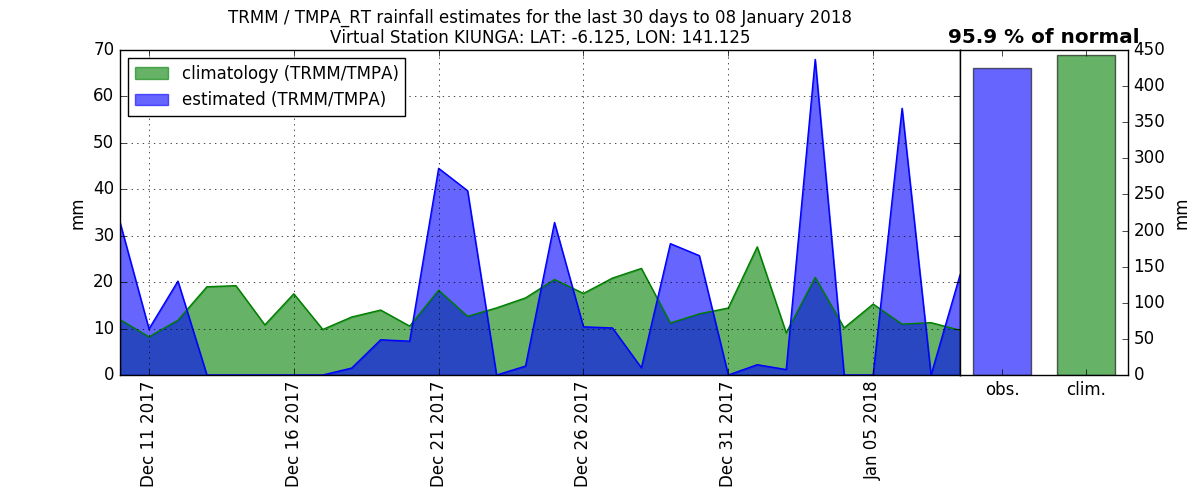 TRMM / TMPA_RT rainfall estimates for the last 30 days to 08 January 2018
Virtual Station KIUNGA: LAT: -6.125, LON: 141.125
95.9 % of normal
climatology (TRMM/TMPA)
estimated (TRMM/TMPA)
70
60
50
40
30
20
10
0
mm
Dec 11 2017
Dec 16 2017
Dec 21 2017
Dec 26 2017
Dec 31 2017
Jan 05 2018
450
400
350
300
250
200
150
100
50
0
mm
obs.
clim.